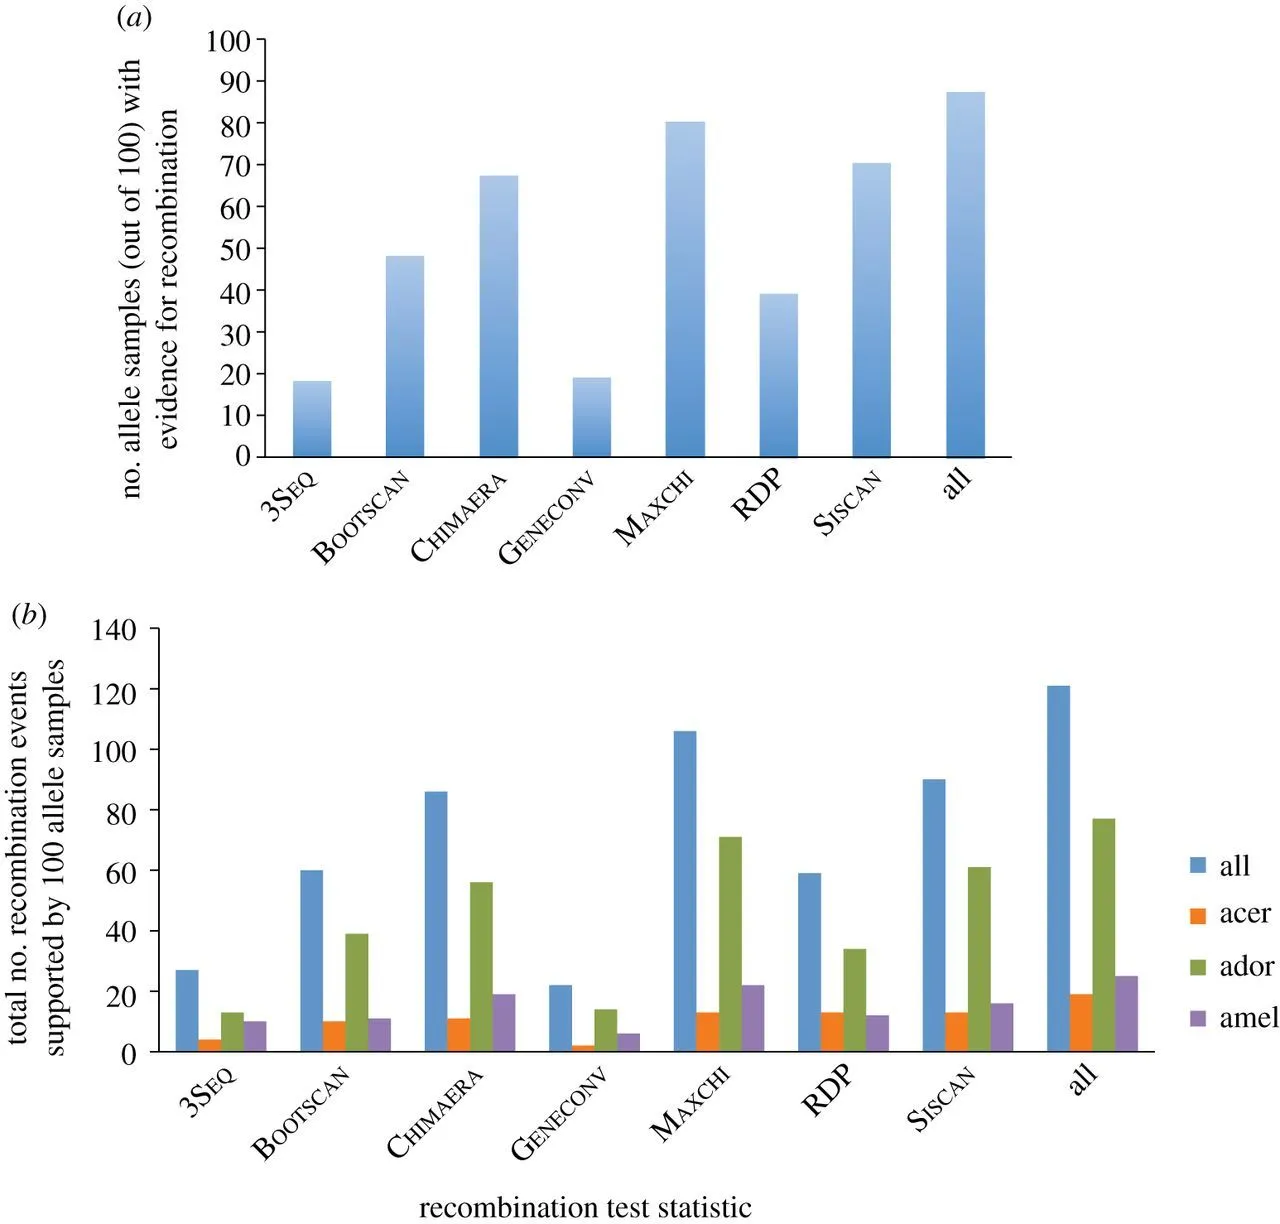 (a)
100
90
80
70
60
50
40
30
20
10
0
no. allele samples (out of 100) with
evidence for recombination
3SEQ
BOOTSCAN
CHIMAERA
GENECONV
MAXCHI
RDP
SISCAN
all
(b)
140
120
100
80
60
40
20
0
total no. recombination events
supported by 100 allele samples
3SEQ
BOOTSCAN
CHIMAERA
GENECONV
MAXCHI
RDP
SISCAN
all
all
acer
ador
amel
recombination test statistic